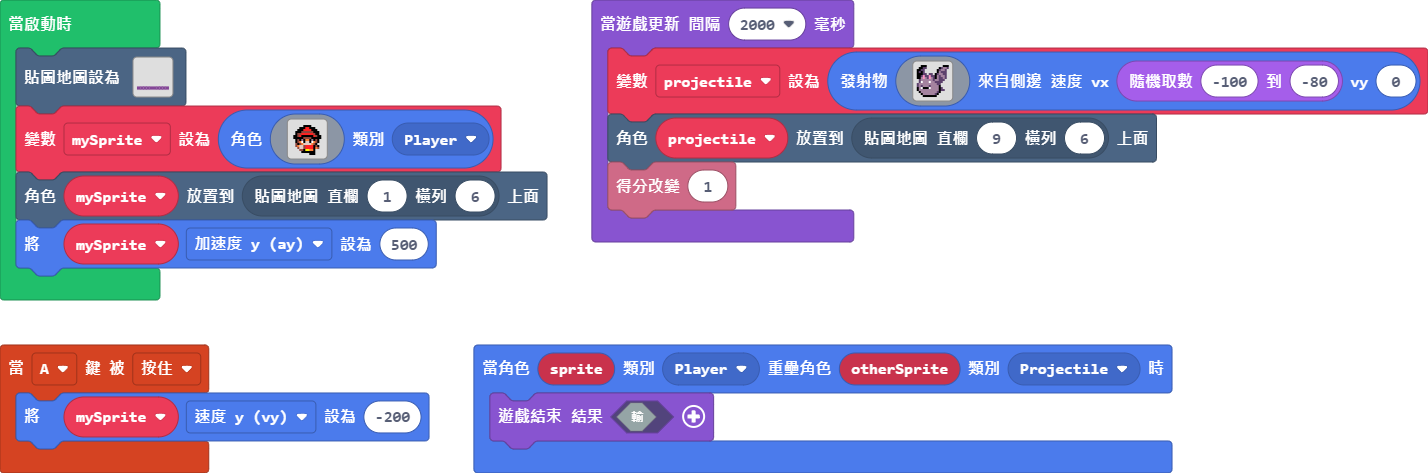 當啟動時
貼圖地圖設為
變數 mySprite 設為 角色 類別 Player
角色 mySprite 放置到 貼圖地圖 直欄 1 橫列 6 上面
將 mySprite 加速度 y (ay) 設為 500
當遊戲更新 間隔 2000 毫秒
變數 projectile 設為 發射物 來自側邊 速度 vx 隨機取數 -100 到 -80 vy 0
角色 projectile 放置到 貼圖地圖 直欄 9 橫列 6 上面
得分改變 1
當 A 鍵 被 按住
將 mySprite 速度 y (vy) 設為 -200
當角色 sprite 類別 Player 重疊角色 otherSprite 類別 Projectile 時
遊戲結束 結果 輸